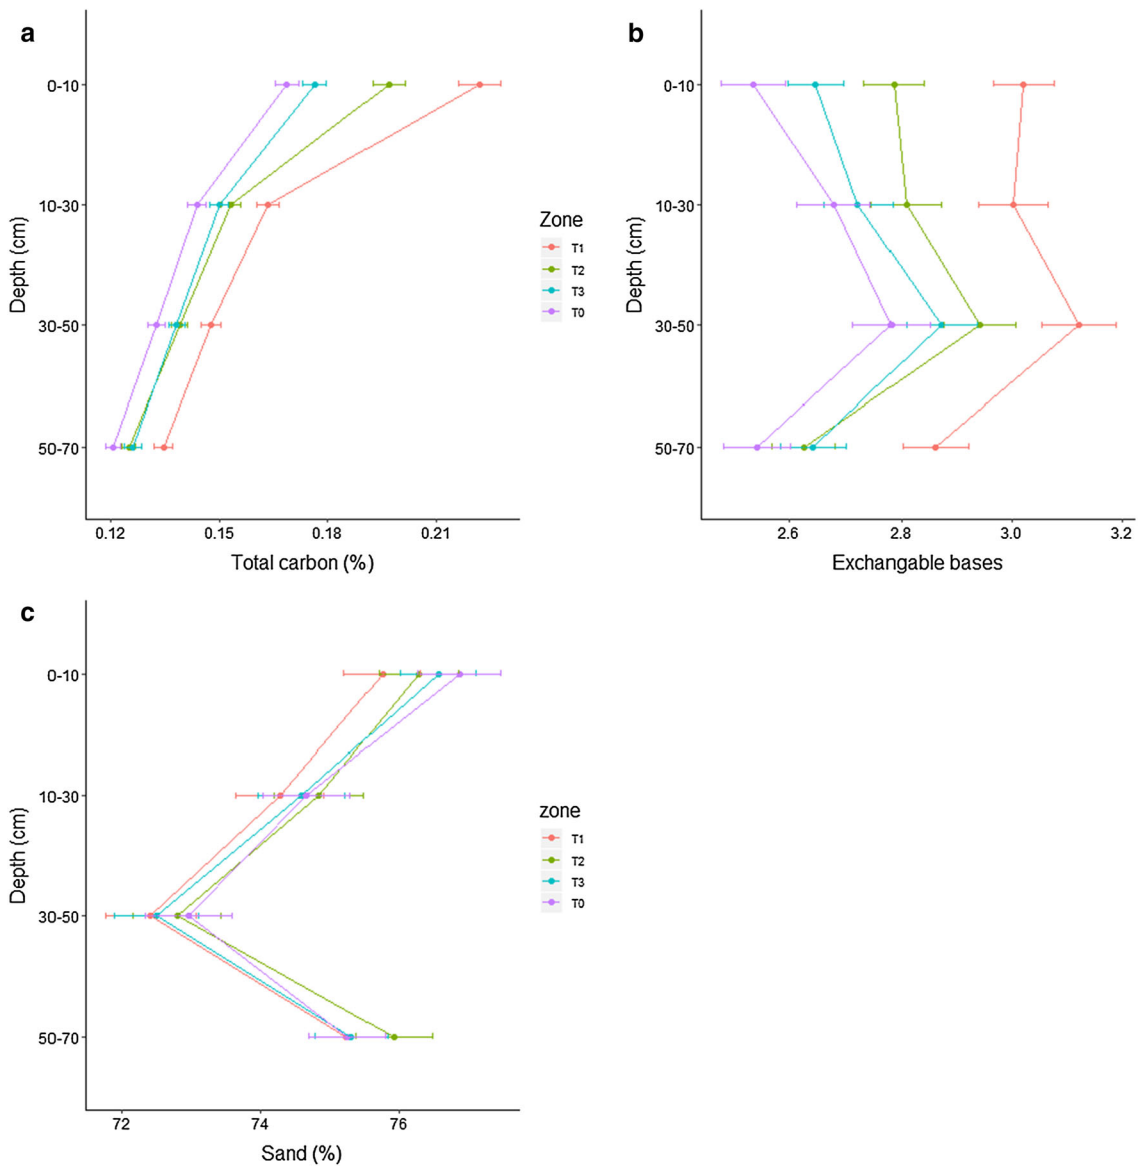 a
0-10
10-30
30-50
50-70
Depth (cm)
0.12 0.15 0.18 0.21
Total carbon (%)
Zone
T1
T2
T3
T0
b
0-10
10-30
30-50
50-70
Depth (cm)
2.6 2.8 3.0 3.2
Exchangable bases
c
0-10
10-30
30-50
50-70
Depth (cm)
72 74 76
Sand (%)
zone
T1
T2
T3
T0